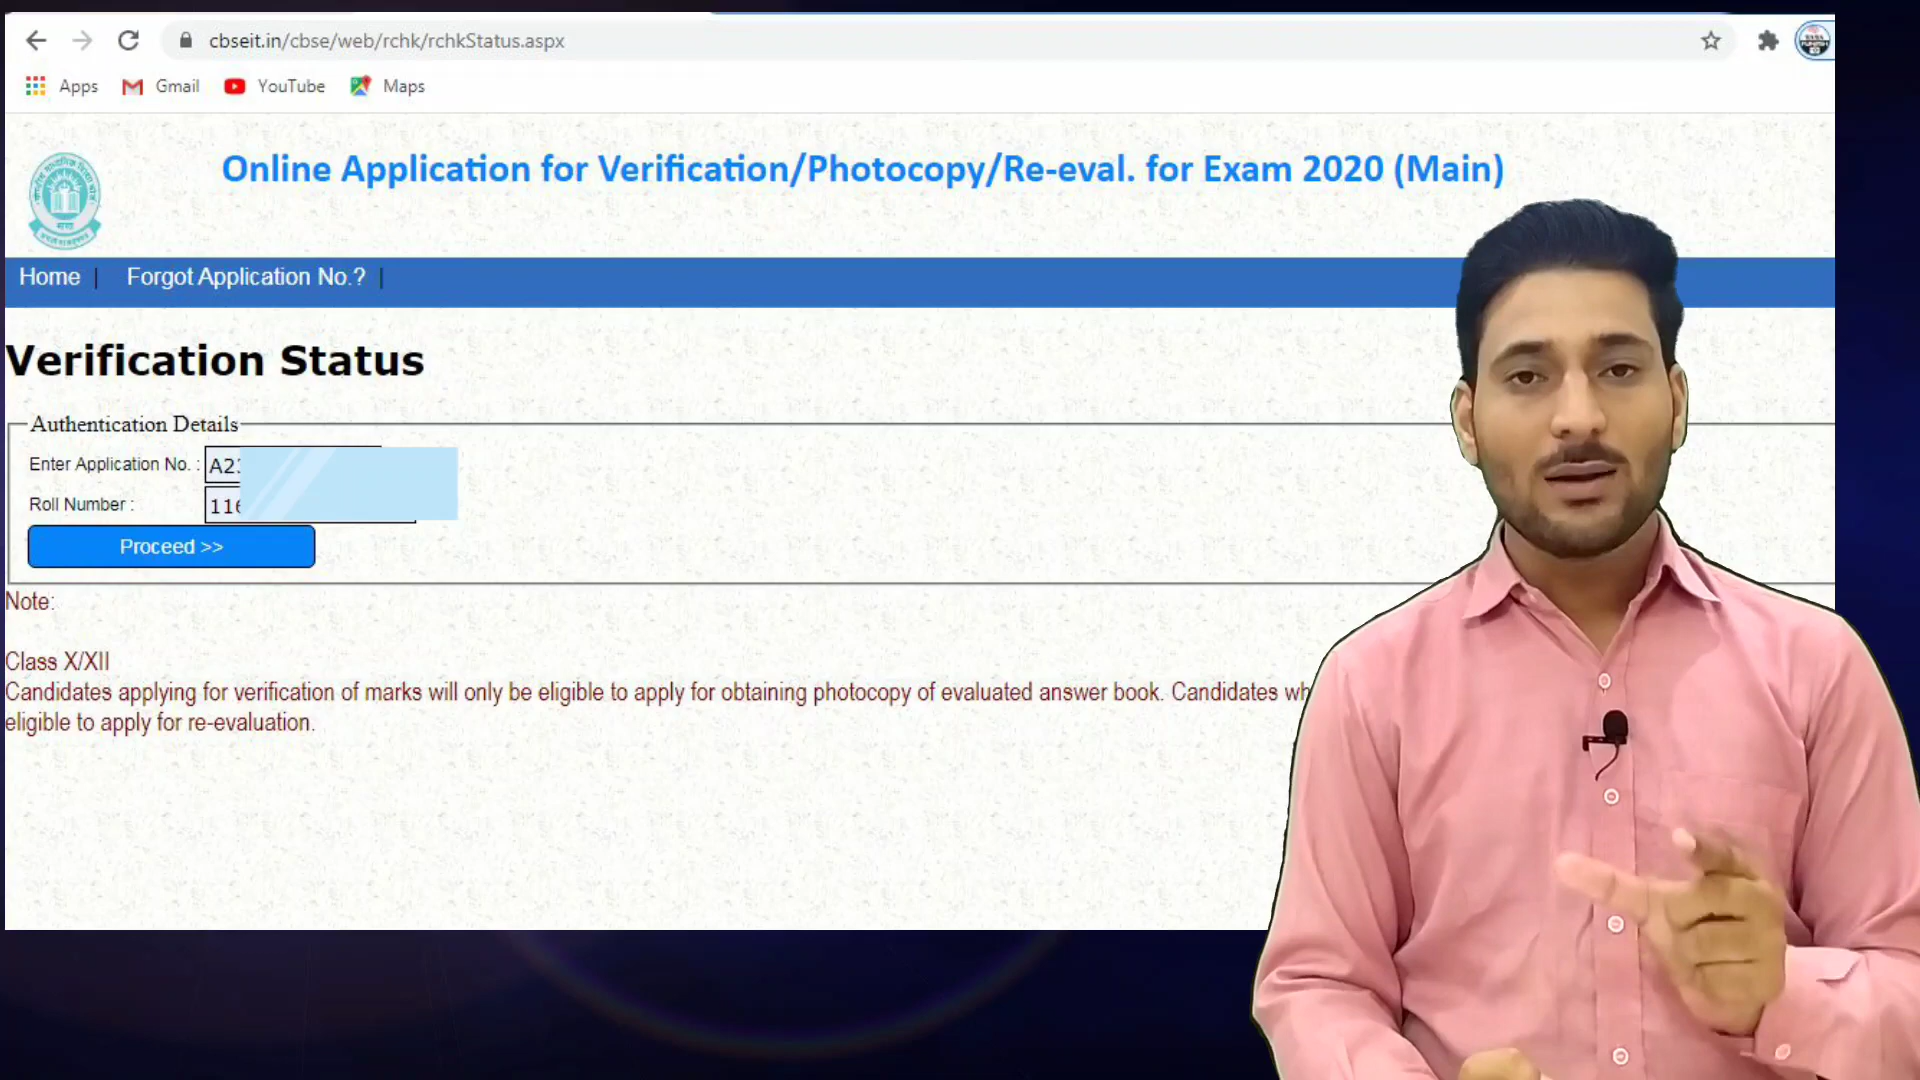 cbseit.in/cbse/web/rchk/rchkStatus.aspx
Apps Gmail YouTube Maps
Online Application for Verification/Photocopy/Re-eval. for Exam 2020 (Main)
Home | Forgot Application No.? |
Verification Status
Authentication Details
Enter Application No. : A2
Roll Number : 116
Proceed >>
Note:
Class X/XII
Candidates applying for verification of marks will only be eligible to apply for obtaining photocopy of evaluated answer book. Candidates
eligible to apply for re-evaluation.